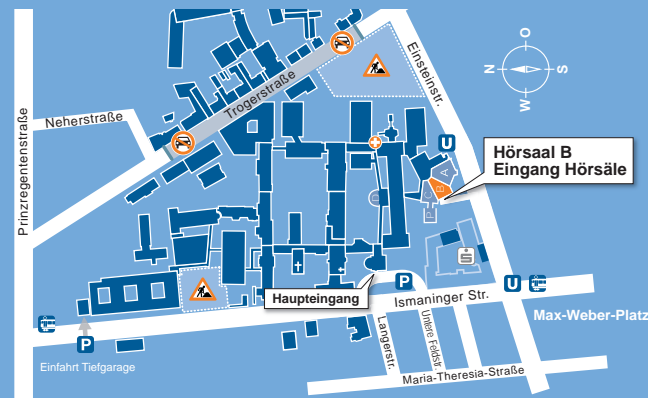 O
N
S
W
Einsteinstr.
Trogerstraße
Neherstraße
Prinzregentenstraße
U
Hörsaal B
Eingang Hörsäle
A
B
C
P
D
S
Haupteingang
P
Ismaninger Str.
U
Max-Weber-Platz
P
Einfahrt Tiefgarage
Langerstr.
Untere Feldstr.
Maria-Theresia-Straße